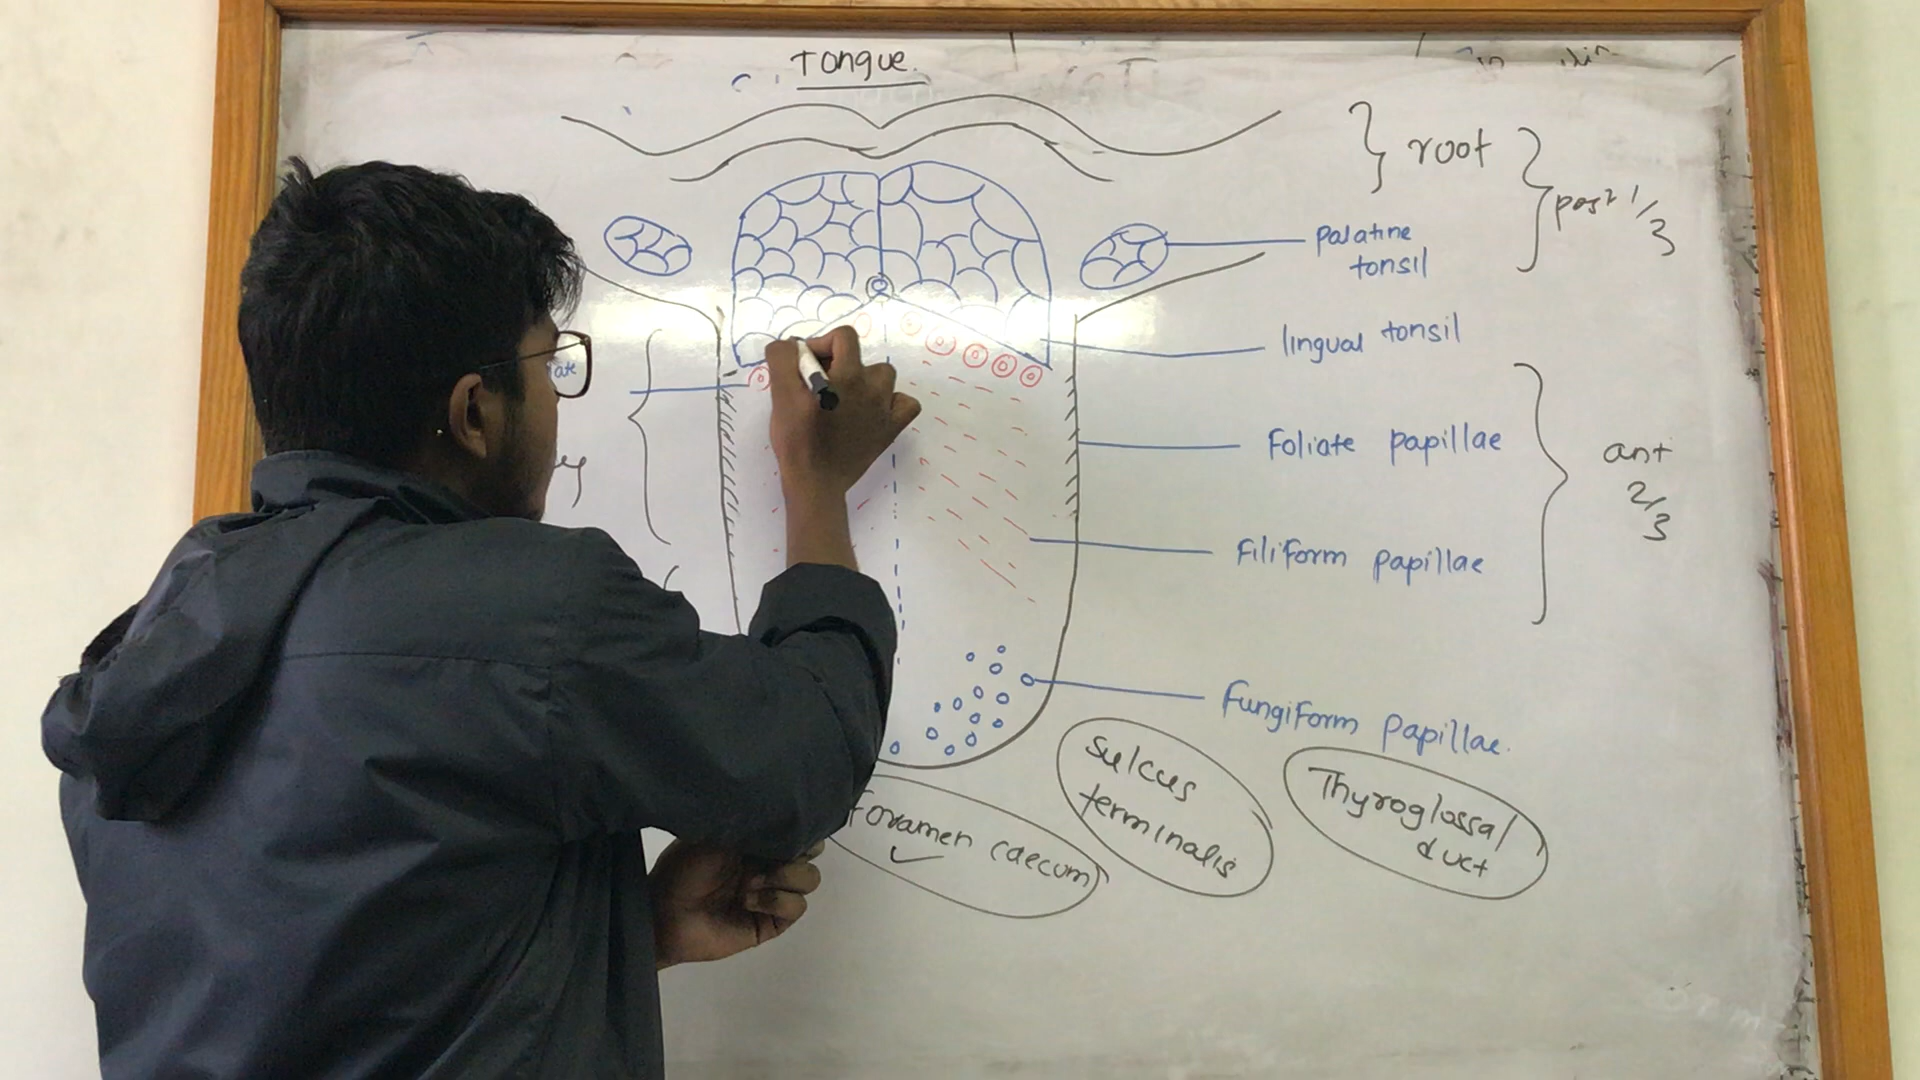 Tongue.
root
post 1/3
palatine
tonsil
lingual tonsil
Foliate papillae
ant
2/3
Filiform papillae
Fungiform papillae.
Sulcus
terminalis
Thyroglossal
duct
Foramen caecum